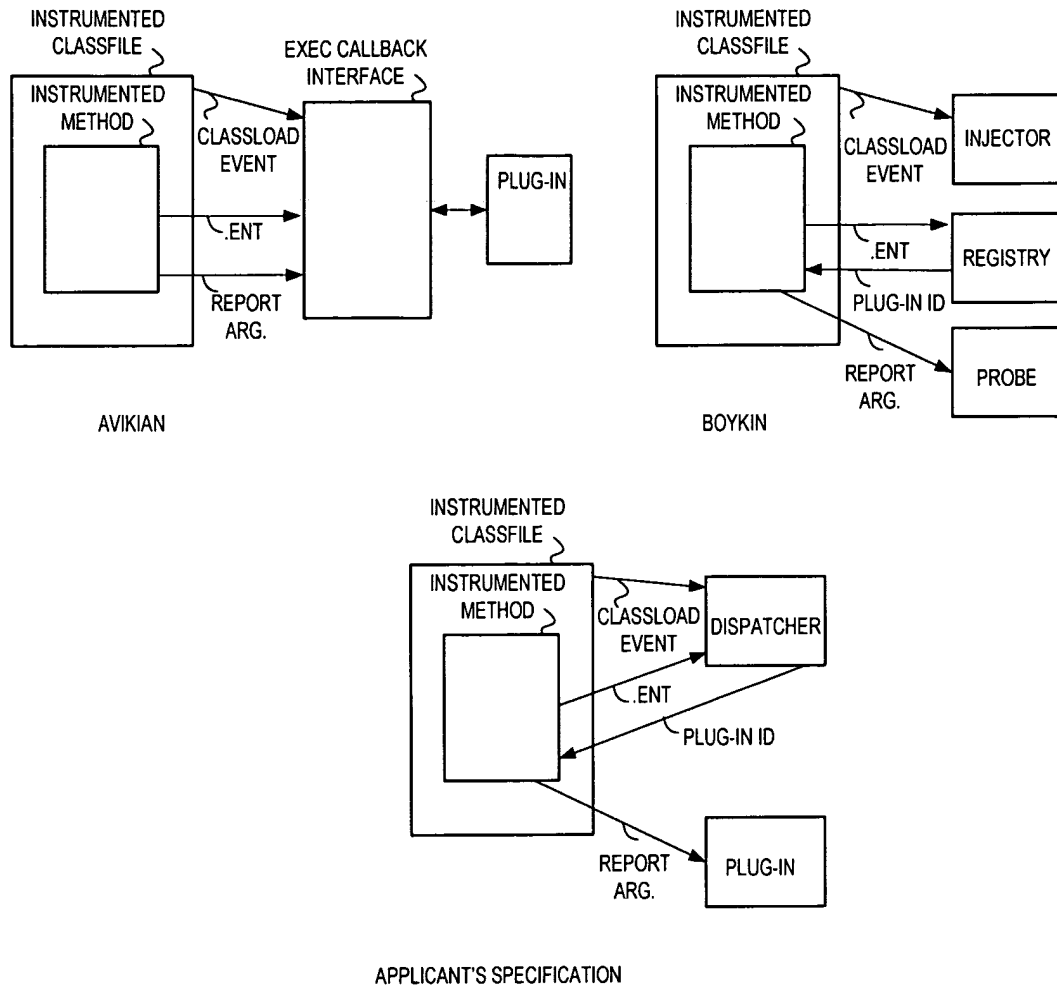 INSTRUMENTED
CLASSFILE
INSTRUMENTED
METHOD
CLASSLOAD
EVENT
.ENT
REPORT
ARG.
EXEC CALLBACK
INTERFACE
PLUG-IN
AVIKIAN
INSTRUMENTED
CLASSFILE
INSTRUMENTED
METHOD
CLASSLOAD
EVENT
INJECTOR
.ENT
REGISTRY
PLUG-IN ID
REPORT
ARG.
PROBE
BOYKIN
INSTRUMENTED
CLASSFILE
INSTRUMENTED
METHOD
CLASSLOAD
EVENT
DISPATCHER
.ENT
PLUG-IN ID
REPORT
ARG.
PLUG-IN
APPLICANT'S SPECIFICATION